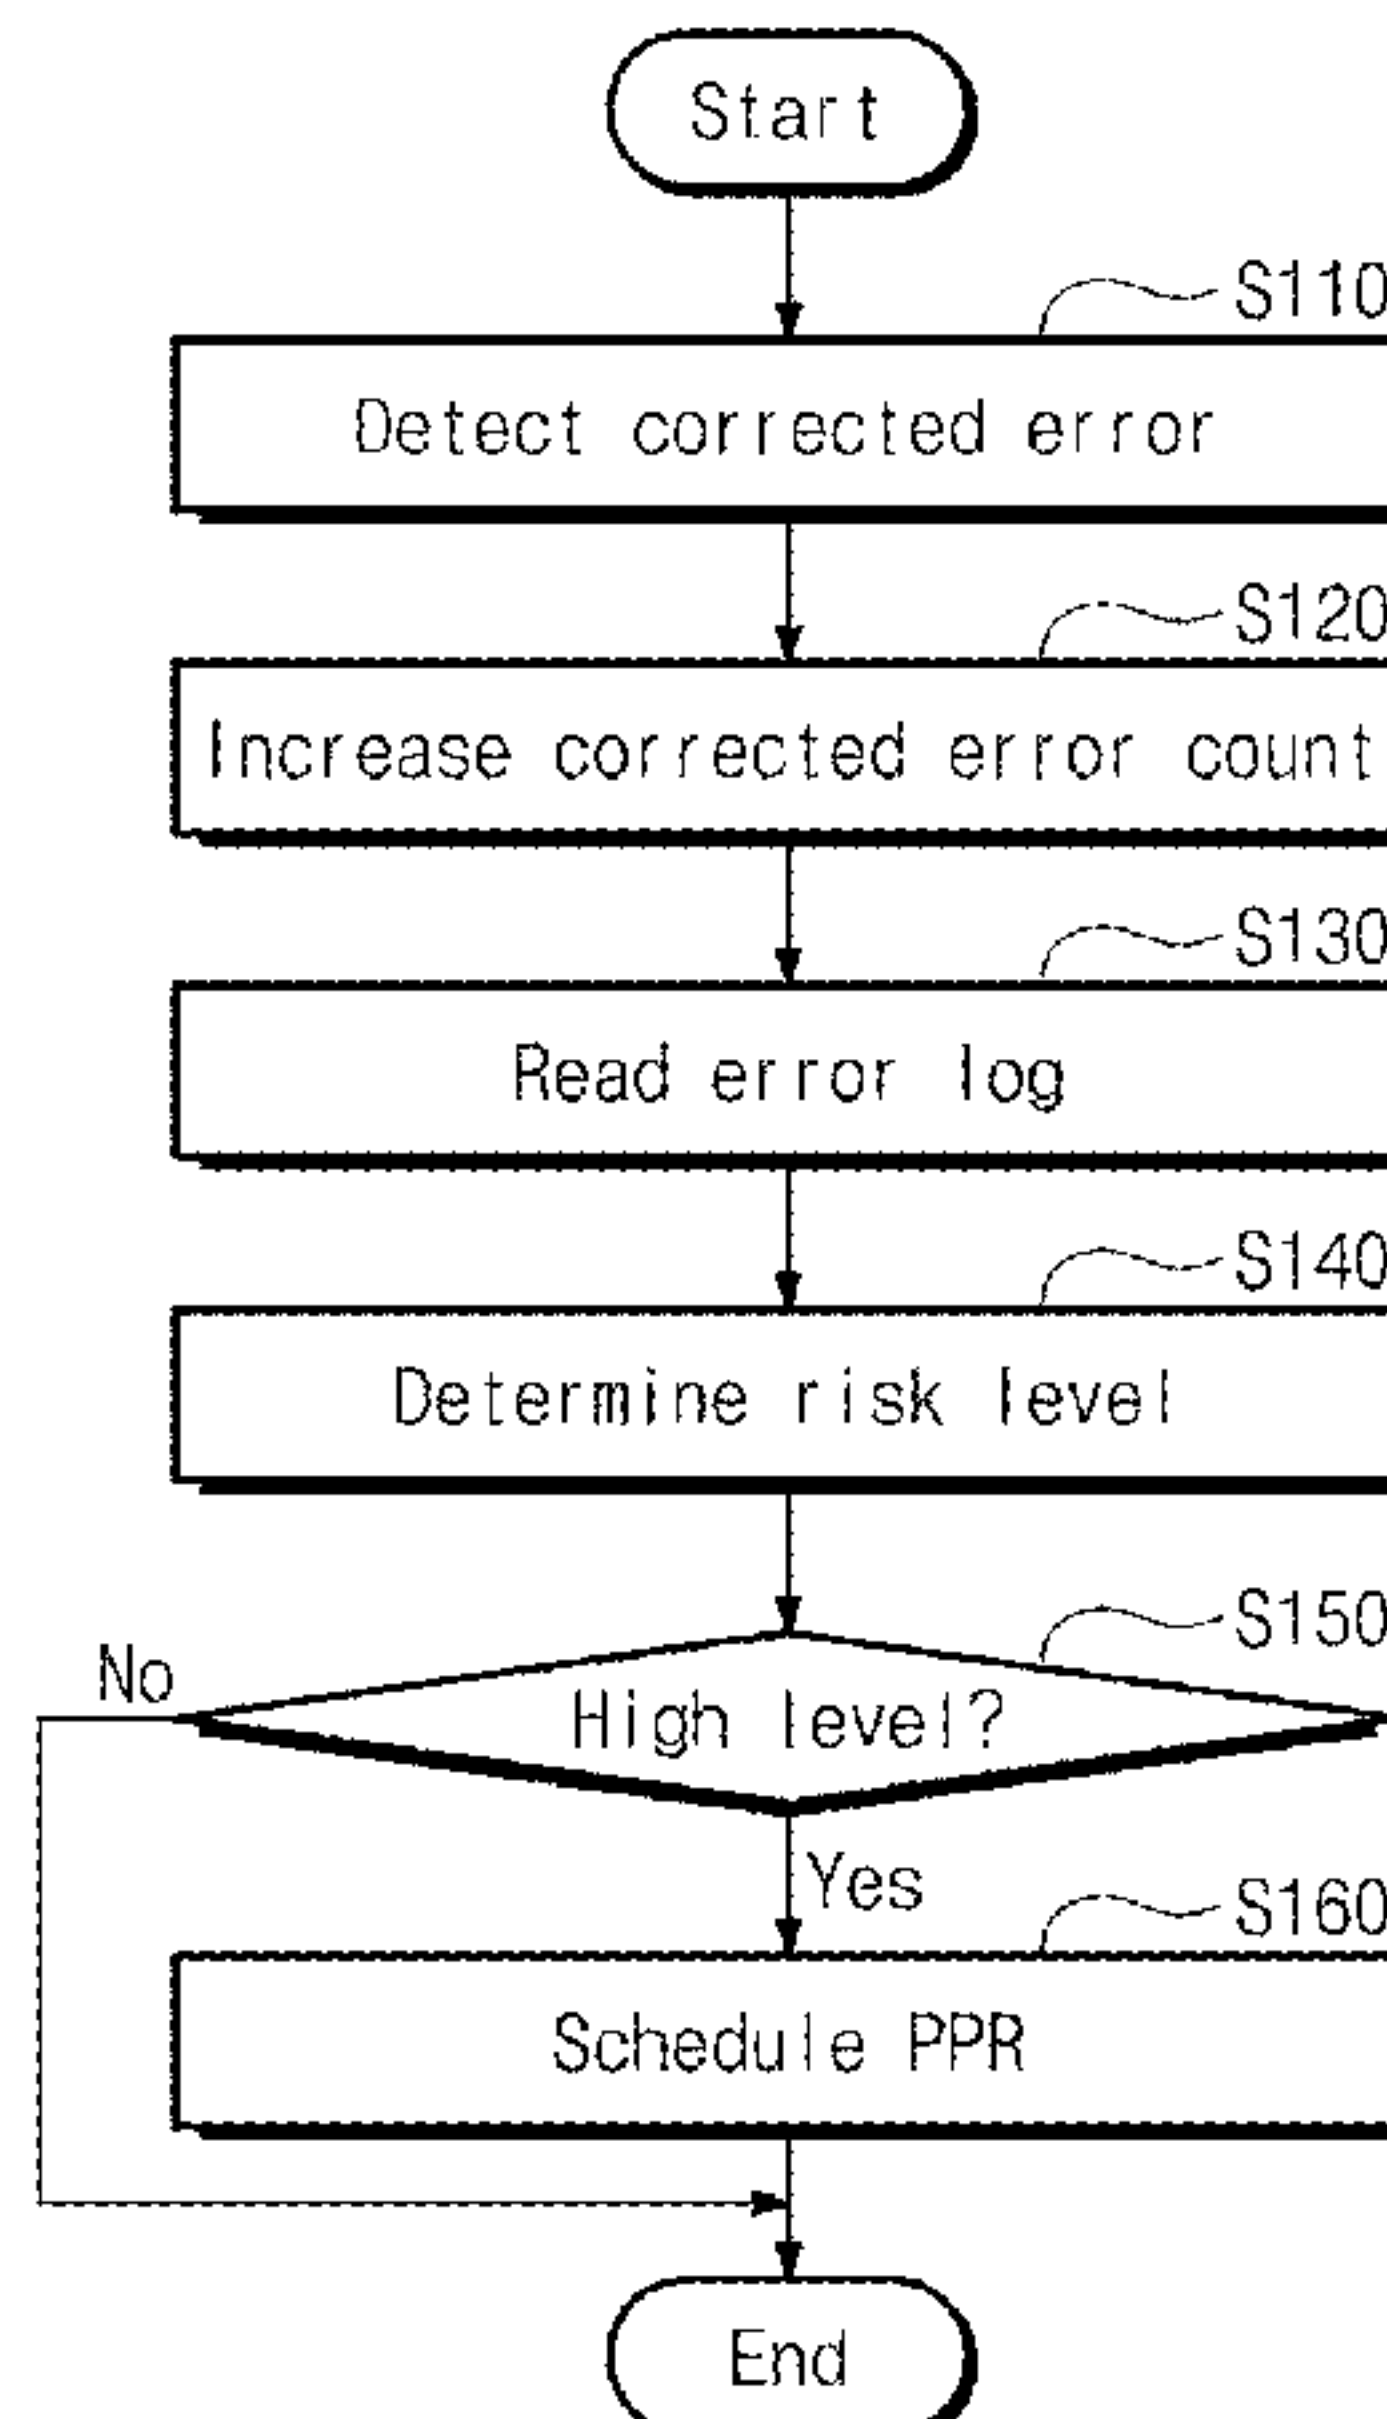 Start
S110
Detect corrected error
S120
Increase corrected error count
S130
Read error log
S140
Determine risk level
S150
No
High level?
Yes
S160
Schedule PPR
End